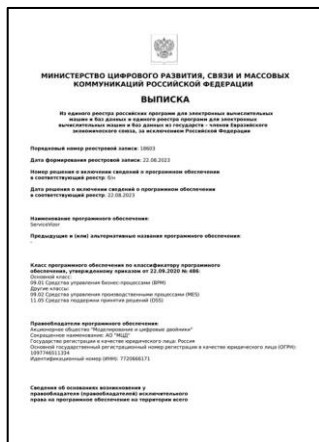 МИНИСТЕРСТВО ЦИФРОВОГО РАЗВИТИЯ, СВЯЗИ И МАССОВЫХ
КОММУНИКАЦИЙ РОССИЙСКОЙ ФЕДЕРАЦИИ
ВЫПИСКА
Из единого реестра российских программ для электронных вычислительных
машин и баз данных и единого реестра программ для электронных
вычислительных машин и баз данных из государств – членов Евразийского
экономического союза, за исключением Российской Федерации
Порядковый номер реестровой записи: 18603
Дата формирования реестровой записи: 22.08.2023
Номер решения о включении сведений о программном обеспечении
в соответствующий реестр: б/н
Дата решения о включении сведений о программном обеспечении
в соответствующий реестр: 22.08.2023
Наименование программного обеспечения:
Предыдущие и (или) альтернативные названия программного обеспечения:
-
Класс программного обеспечения по классификатору программного
обеспечения, утвержденному приказом от 22.09.2020 № 486:
Основной класс:
09.01 Средства управления бизнес-процессами (BPM)
Другие классы:
09.02 Средства управления производственными процессами (MES)
11.05 Средства поддержки принятия решений (DSS)
Правообладатели программного обеспечения:
Акционерное общество "Моделирование и цифровые двойники"
Сокращенное наименование: АО "МЦД"
Государство регистрации в качестве юридического лица: Россия
Основной государственный регистрационный номер регистрации в качестве юридического лица (ОГРН):
1097746511324
Идентификационный номер (ИНН): 7720666171
Сведения об основаниях возникновения у
правообладателя (правообладателей) исключительного
права на программное обеспечение на территории всего